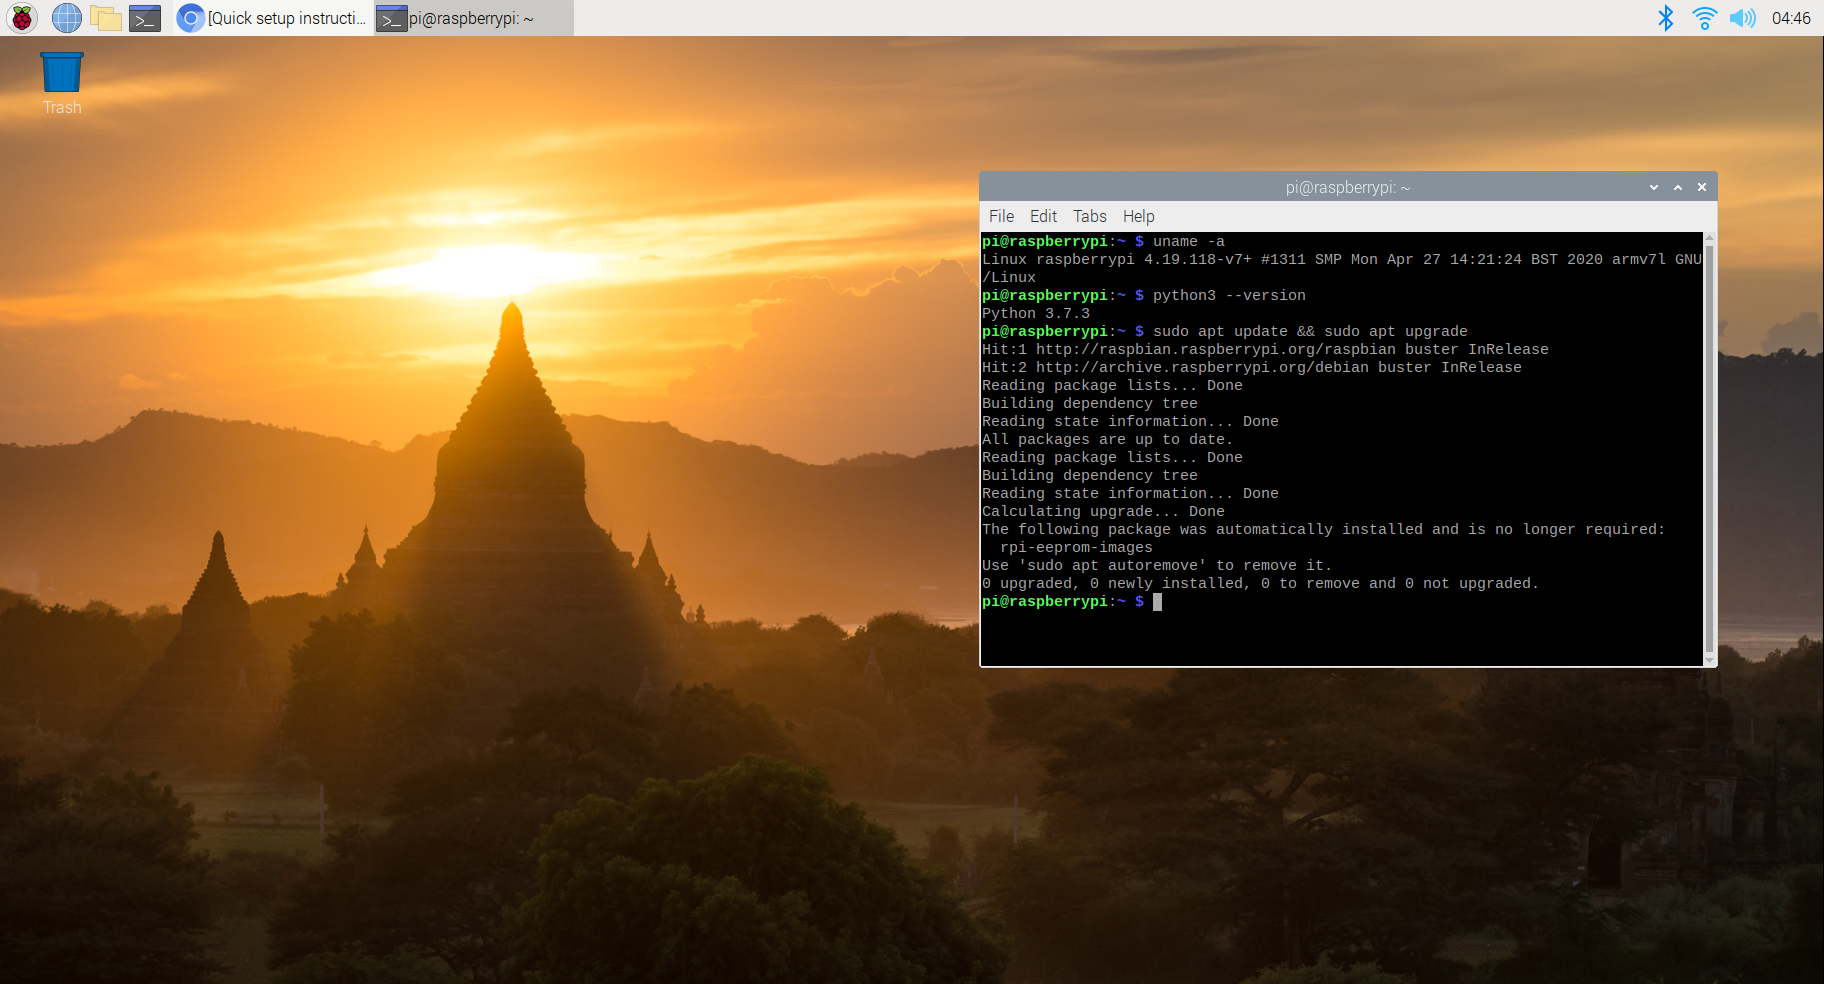 [Quick setup instructi...
pi@raspberrypi: ~
04:46
Trash
pi@raspberrypi: ~
File Edit Tabs Help
pi@raspberrypi:~ $ uname -a
Linux raspberrypi 4.19.118-v7+ #1311 SMP Mon Apr 27 14:21:24 BST 2020 armv7l GNU
/Linux
pi@raspberrypi:~ $ python3 --version
Python 3.7.3
pi@raspberrypi:~ $ sudo apt update && sudo apt upgrade
Hit:1 http://raspbian.raspberrypi.org/raspbian buster InRelease
Hit:2 http://archive.raspberrypi.org/debian buster InRelease
Reading package lists... Done
Building dependency tree
Reading state information... Done
All packages are up to date.
Reading package lists... Done
Building dependency tree
Reading state information... Done
Calculating upgrade... Done
The following package was automatically installed and is no longer required:
  rpi-eeprom-images
Use 'sudo apt autoremove' to remove it.
0 upgraded, 0 newly installed, 0 to remove and 0 not upgraded.
pi@raspberrypi:~ $